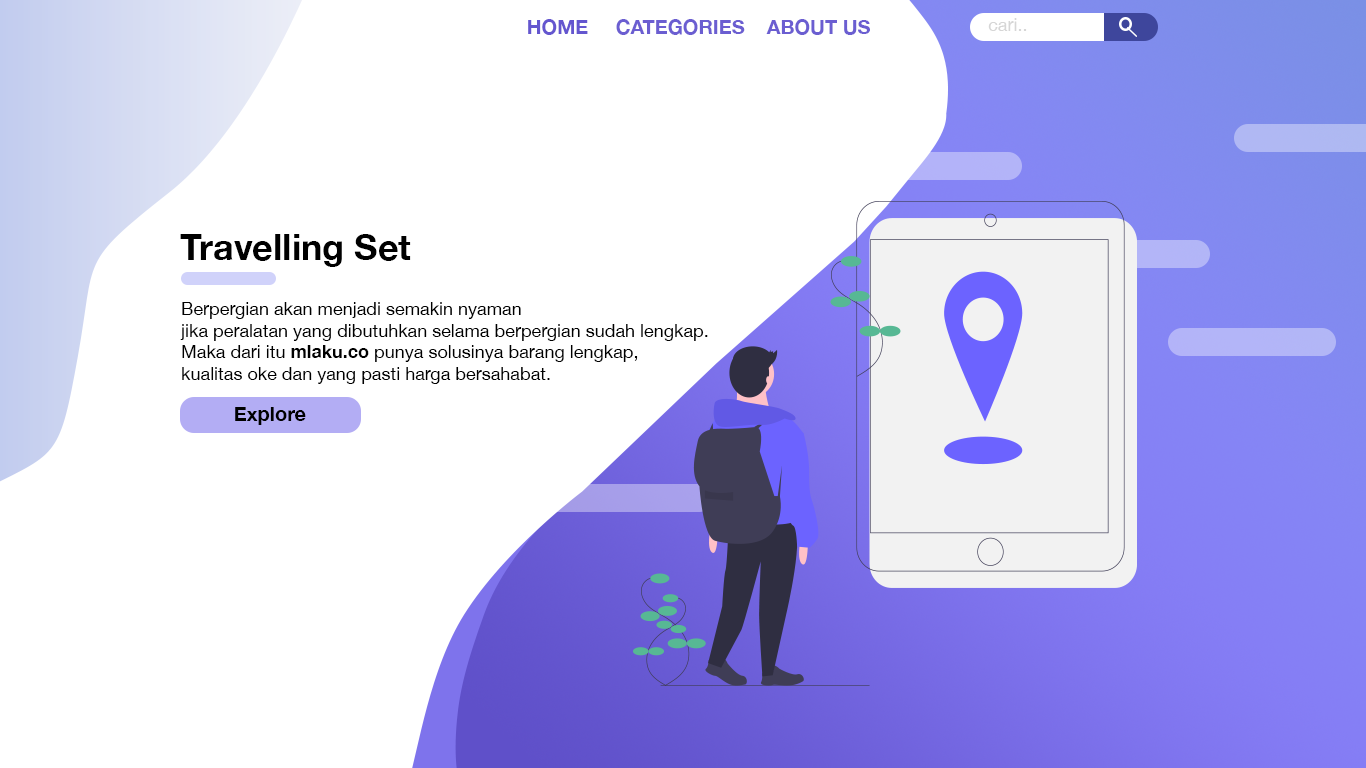 HOME CATEGORIES ABOUT US cari..
Travelling Set
Berpergian akan menjadi semakin nyaman
jika peralatan yang dibutuhkan selama berpergian sudah lengkap.
Maka dari itu mlaku.co punya solusinya barang lengkap,
kualitas oke dan yang pasti harga bersahabat.
Explore